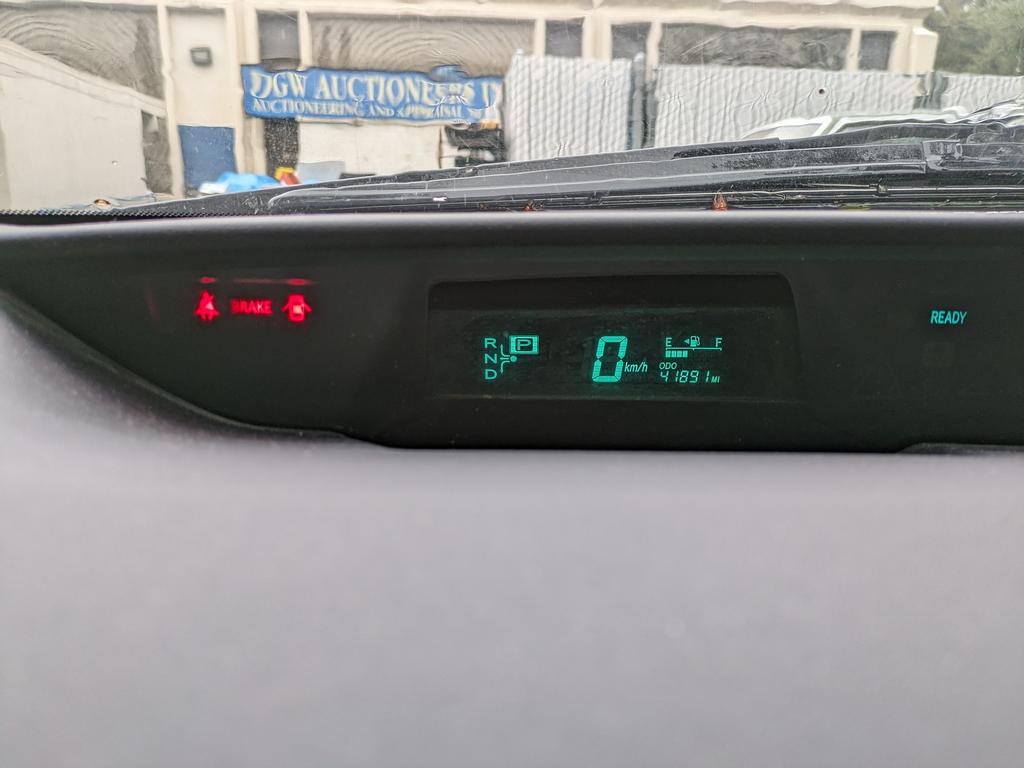 DGW AUCTIONEERS
AUCTIONEERING AND APPRAISAL
BRAKE
R P
N
D
0 km/h
E F
ODO
41891 MI
READY